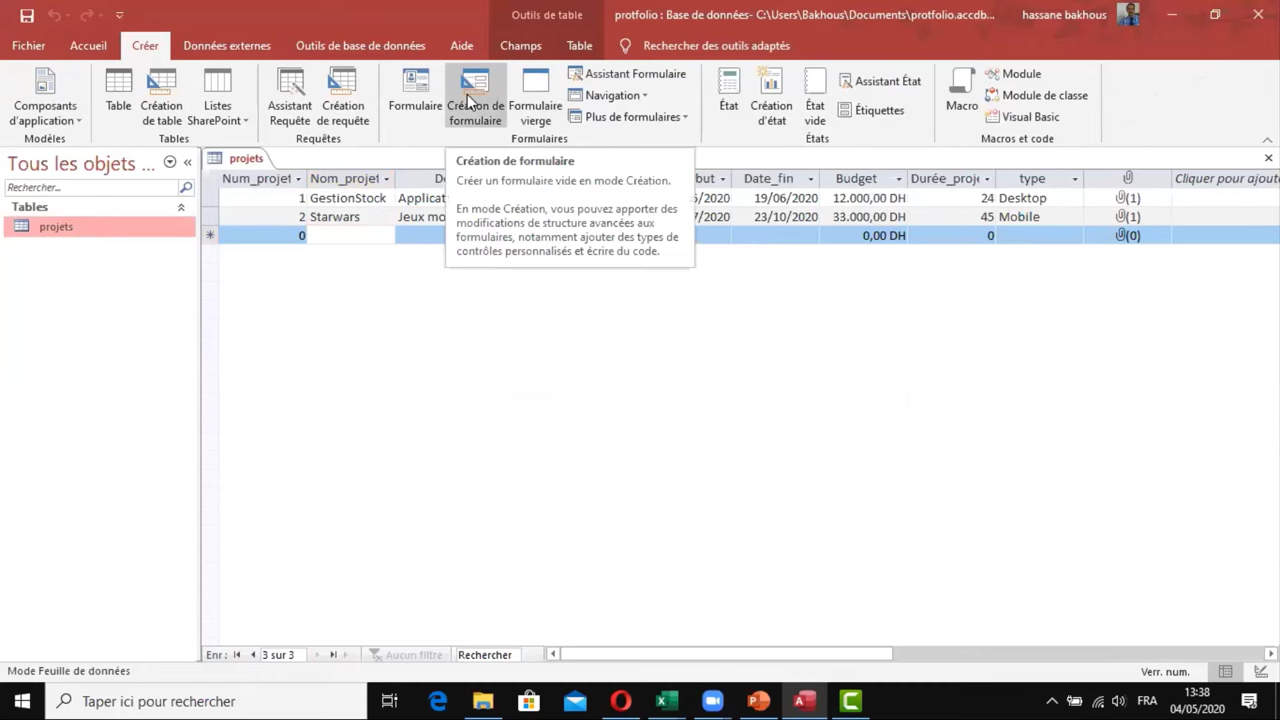 Outils de table
protfolio : Base de données- C:\Users\Bakhous\Documents\protfolio.accdb...
hassane bakhous
Fichier Accueil Créer Données externes Outils de base de données Aide Champs Table Rechercher des outils adaptés
Composants d'application
Modèles
Table
Création de table
Listes SharePoint
Tables
Assistant Requête
Création de requête
Requêtes
Formulaire
Création de formulaire
Formulaire vierge
Assistant Formulaire
Navigation
Plus de formulaires
Formulaires
État
Création d'état
État vide
Assistant État
Étiquettes
États
Macro
Module
Module de classe
Visual Basic
Macros et code
Tous les objets ...
Rechercher...
Tables
projets
projets
Num_projet Nom_projet De but Date_fin Budget Durée_proje type Cliquer pour ajoute
1 GestionStock Applicat 5/2020 19/06/2020 12.000,00 DH 24 Desktop (1)
2 Starwars Jeux mo 7 23/10/2020 33.000,00 DH 45 Mobile (1)
0 0,00 DH 0 (0)
Création de formulaire
Créer un formulaire vide en mode Création.
En mode Création, vous pouvez apporter des
modifications de structure avancées aux
formulaires, notamment ajouter des types de
contrôles personnalisés et écrire du code.
Enr : 3 sur 3 Aucun filtre Rechercher
Mode Feuille de données
Verr. num.
Taper ici pour rechercher
FRA
13:38
04/05/2020